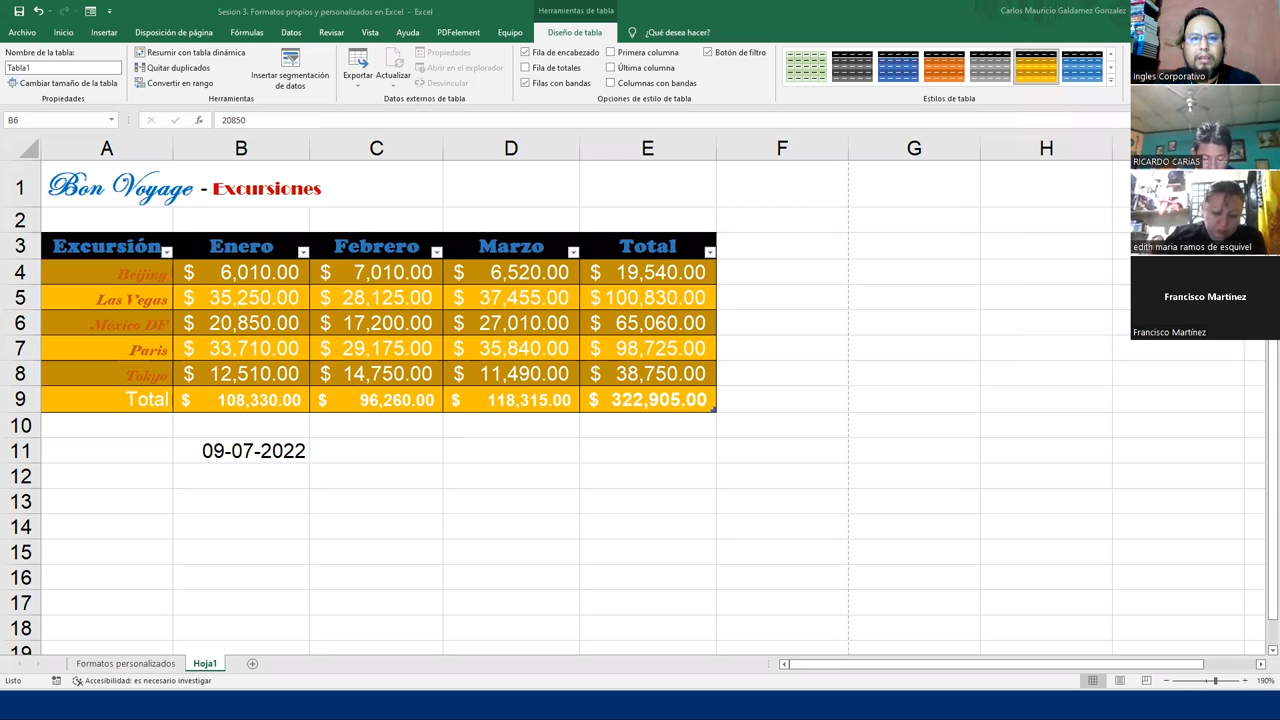 Sesion 3. Formatos propios y personalizados en Excel - Excel
Herramientas de tabla
Carlos Mauricio Galdamez Gonzalez
Archivo Inicio Insertar Disposición de página Fórmulas Datos Revisar Vista Ayuda PDFelement Equipo Diseño de tabla ¿Qué desea hacer?
Nombre de la tabla:
Tabla1
Cambiar tamaño de la tabla
Propiedades
Resumir con tabla dinámica
Quitar duplicados
Convertir en rango
Insertar segmentación de datos
Herramientas
Exportar Actualizar
Propiedades
Abrir en el explorador
Desvincular
Datos externos de tabla
Fila de encabezado Primera columna Botón de filtro
Fila de totales Última columna
Filas con bandas Columnas con bandas
Opciones de estilo de tabla
Estilos de tabla
B6 fx 20850
A B C D E F G H
1 Bon Voyage - Excursiones
2
3 Excursión Enero Febrero Marzo Total
4 Beijing $ 6,010.00 $ 7,010.00 $ 6,520.00 $ 19,540.00
5 Las Vegas $ 35,250.00 $ 28,125.00 $ 37,455.00 $ 100,830.00
6 México DF $ 20,850.00 $ 17,200.00 $ 27,010.00 $ 65,060.00
7 Paris $ 33,710.00 $ 29,175.00 $ 35,840.00 $ 98,725.00
8 Tokyo $ 12,510.00 $ 14,750.00 $ 11,490.00 $ 38,750.00
9 Total $ 108,330.00 $ 96,260.00 $ 118,315.00 $ 322,905.00
10
11 09-07-2022
12
13
14
15
16
17
18
19
Formatos personalizados Hoja1
Listo Accesibilidad: es necesario investigar 190%
Ingles Corporativo
RICARDO CARíAS
edith maria ramos de esquivel
Francisco Martínez
Francisco Martínez